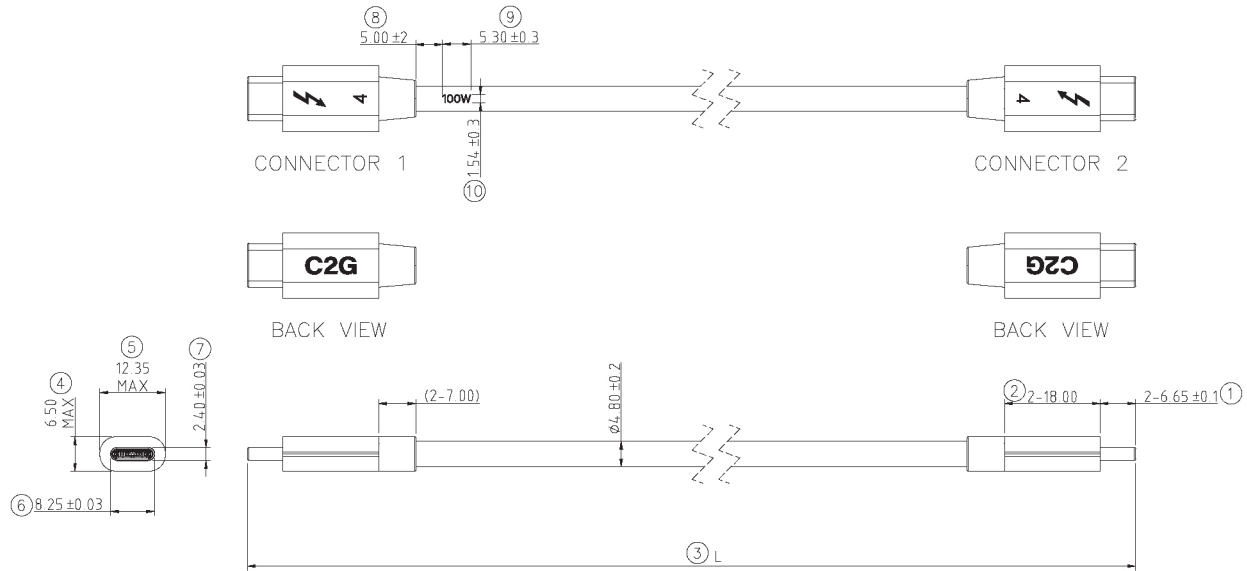 ⑧
5.00 ±2
⑨
5.30 ±0.3
4
100W
4
⑩ 1.54 ±0.3
CONNECTOR 1
CONNECTOR 2
C2G
C2G
BACK VIEW
BACK VIEW
⑤
12.35
MAX
④
6.50
MAX
⑦
2.40 ±0.03
(2-7.00)
Ø4.80 ±0.2
② 2-18.00
2-6.65 ±0.1 ①
⑥ 8.25 ±0.03
③ L